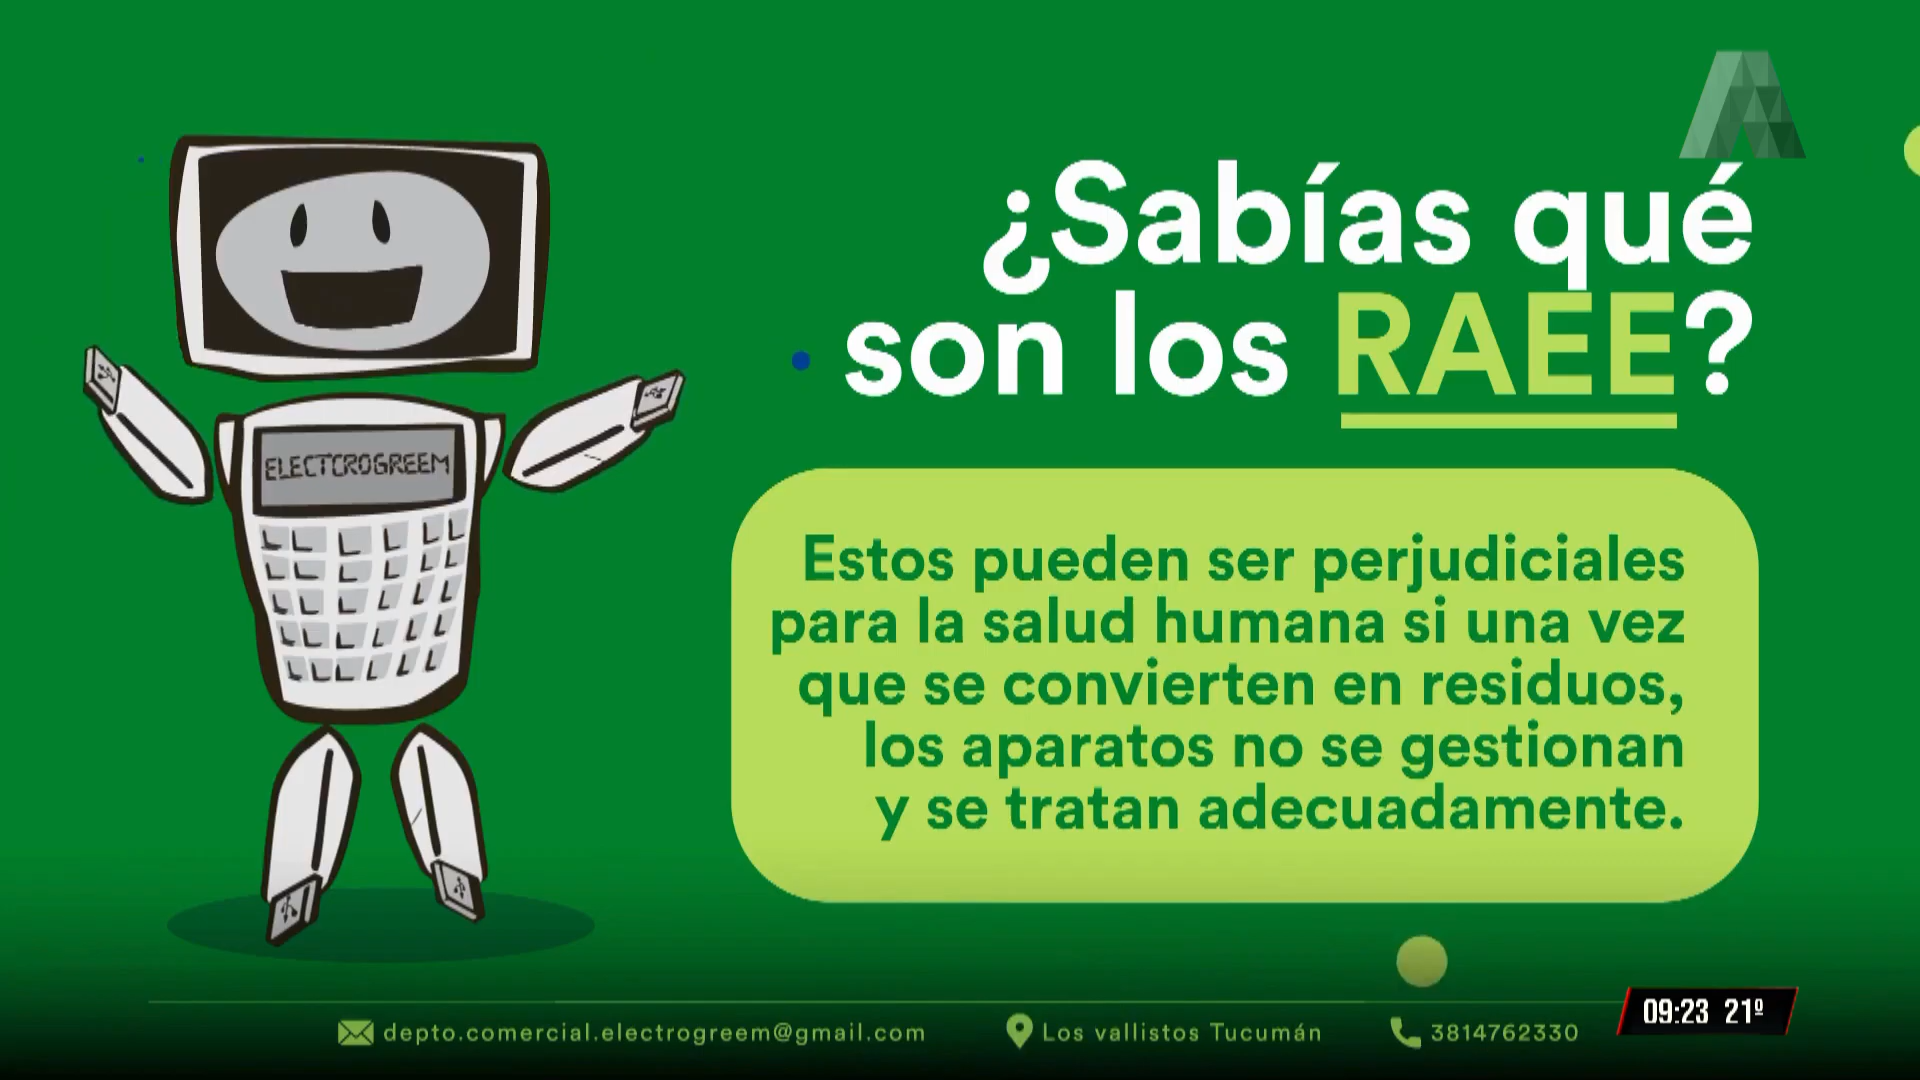 ¿Sabías qué
son los RAEE?
ELECTCROGREEM
Estos pueden ser perjudiciales
para la salud humana si una vez
que se convierten en residuos,
los aparatos no se gestionan
y se tratan adecuadamente.
depto.comercial.electrogreem@gmail.com
Los vallistos Tucumán
3814762330
09:23 21º